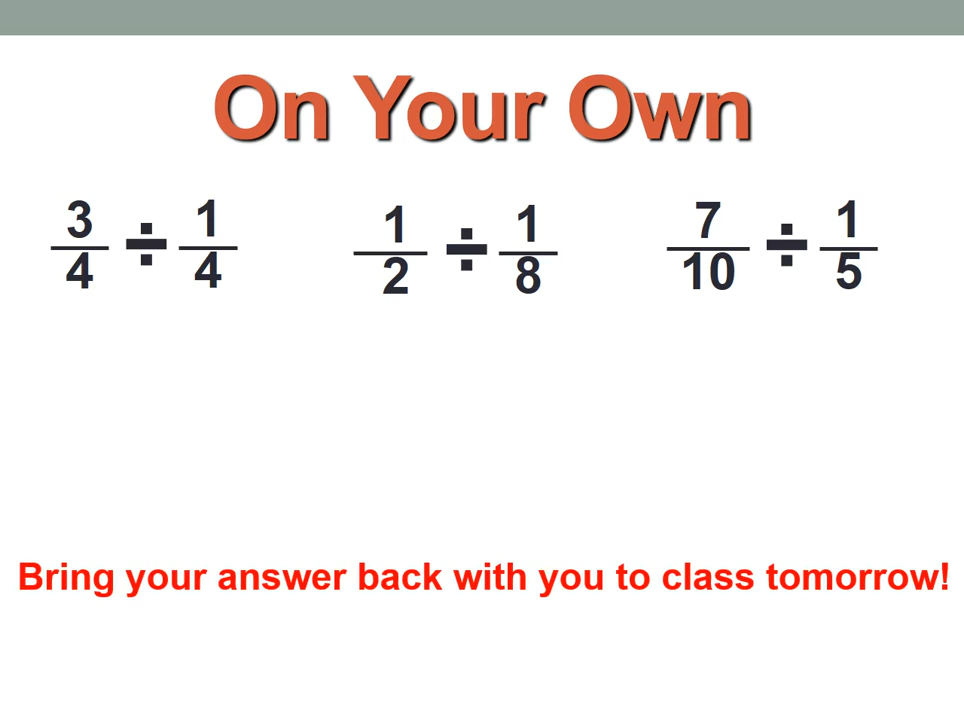 On Your Own
3/4 ÷ 1/4
1/2 ÷ 1/8
7/10 ÷ 1/5
Bring your answer back with you to class tomorrow!